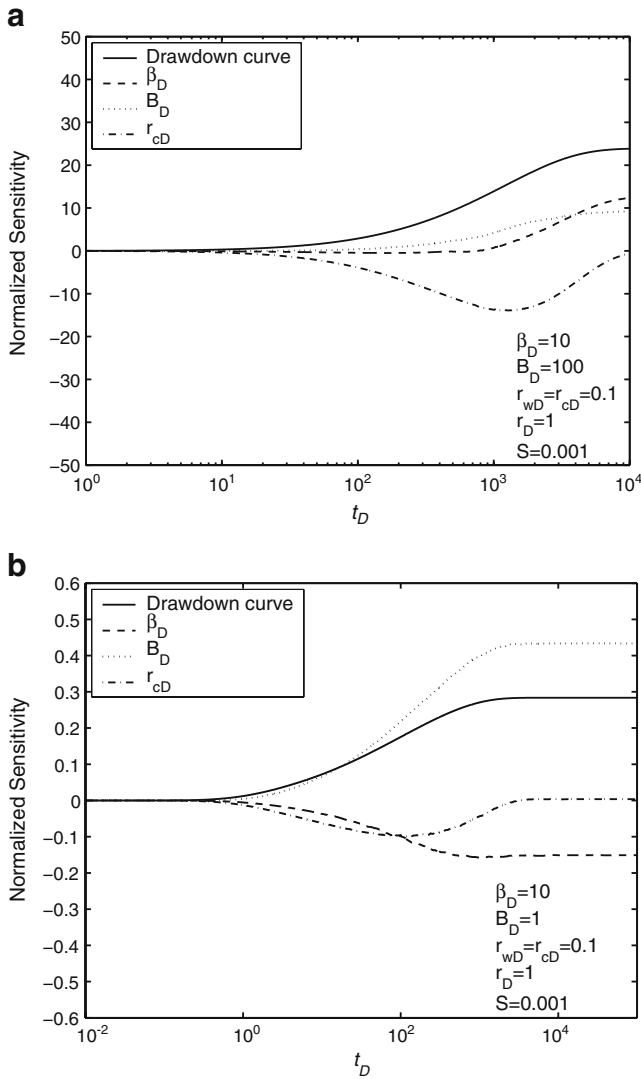 a
50
40
30
20
10
0
−10
−20
−30
−40
−50
Normalized Sensitivity
Drawdown curve
β_D
B_D
r_cD
β_D=10
B_D=100
r_wD=r_cD=0.1
r_D=1
S=0.001
10^0 10^1 10^2 10^3 10^4
t_D
b
0.6
0.5
0.4
0.3
0.2
0.1
0
−0.1
−0.2
−0.3
−0.4
−0.5
−0.6
Normalized Sensitivity
Drawdown curve
β_D
B_D
r_cD
β_D=10
B_D=1
r_wD=r_cD=0.1
r_D=1
S=0.001
10^−2 10^0 10^2 10^4
t_D